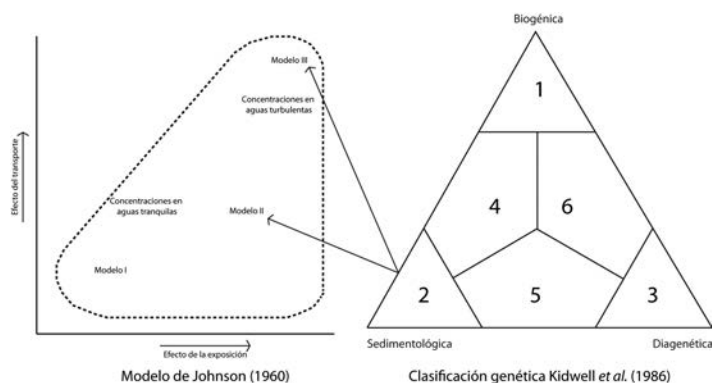 Biogénica
Modelo III
1
Concentraciones en
aguas turbulentas
Efecto del transporte
Concentraciones en
aguas tranquilas
Modelo II
4
6
Modelo I
2
5
3
Sedimentológica
Diagenética
Efecto de la exposición
Modelo de Johnson (1960)
Clasificación genética Kidwell et al. (1986)